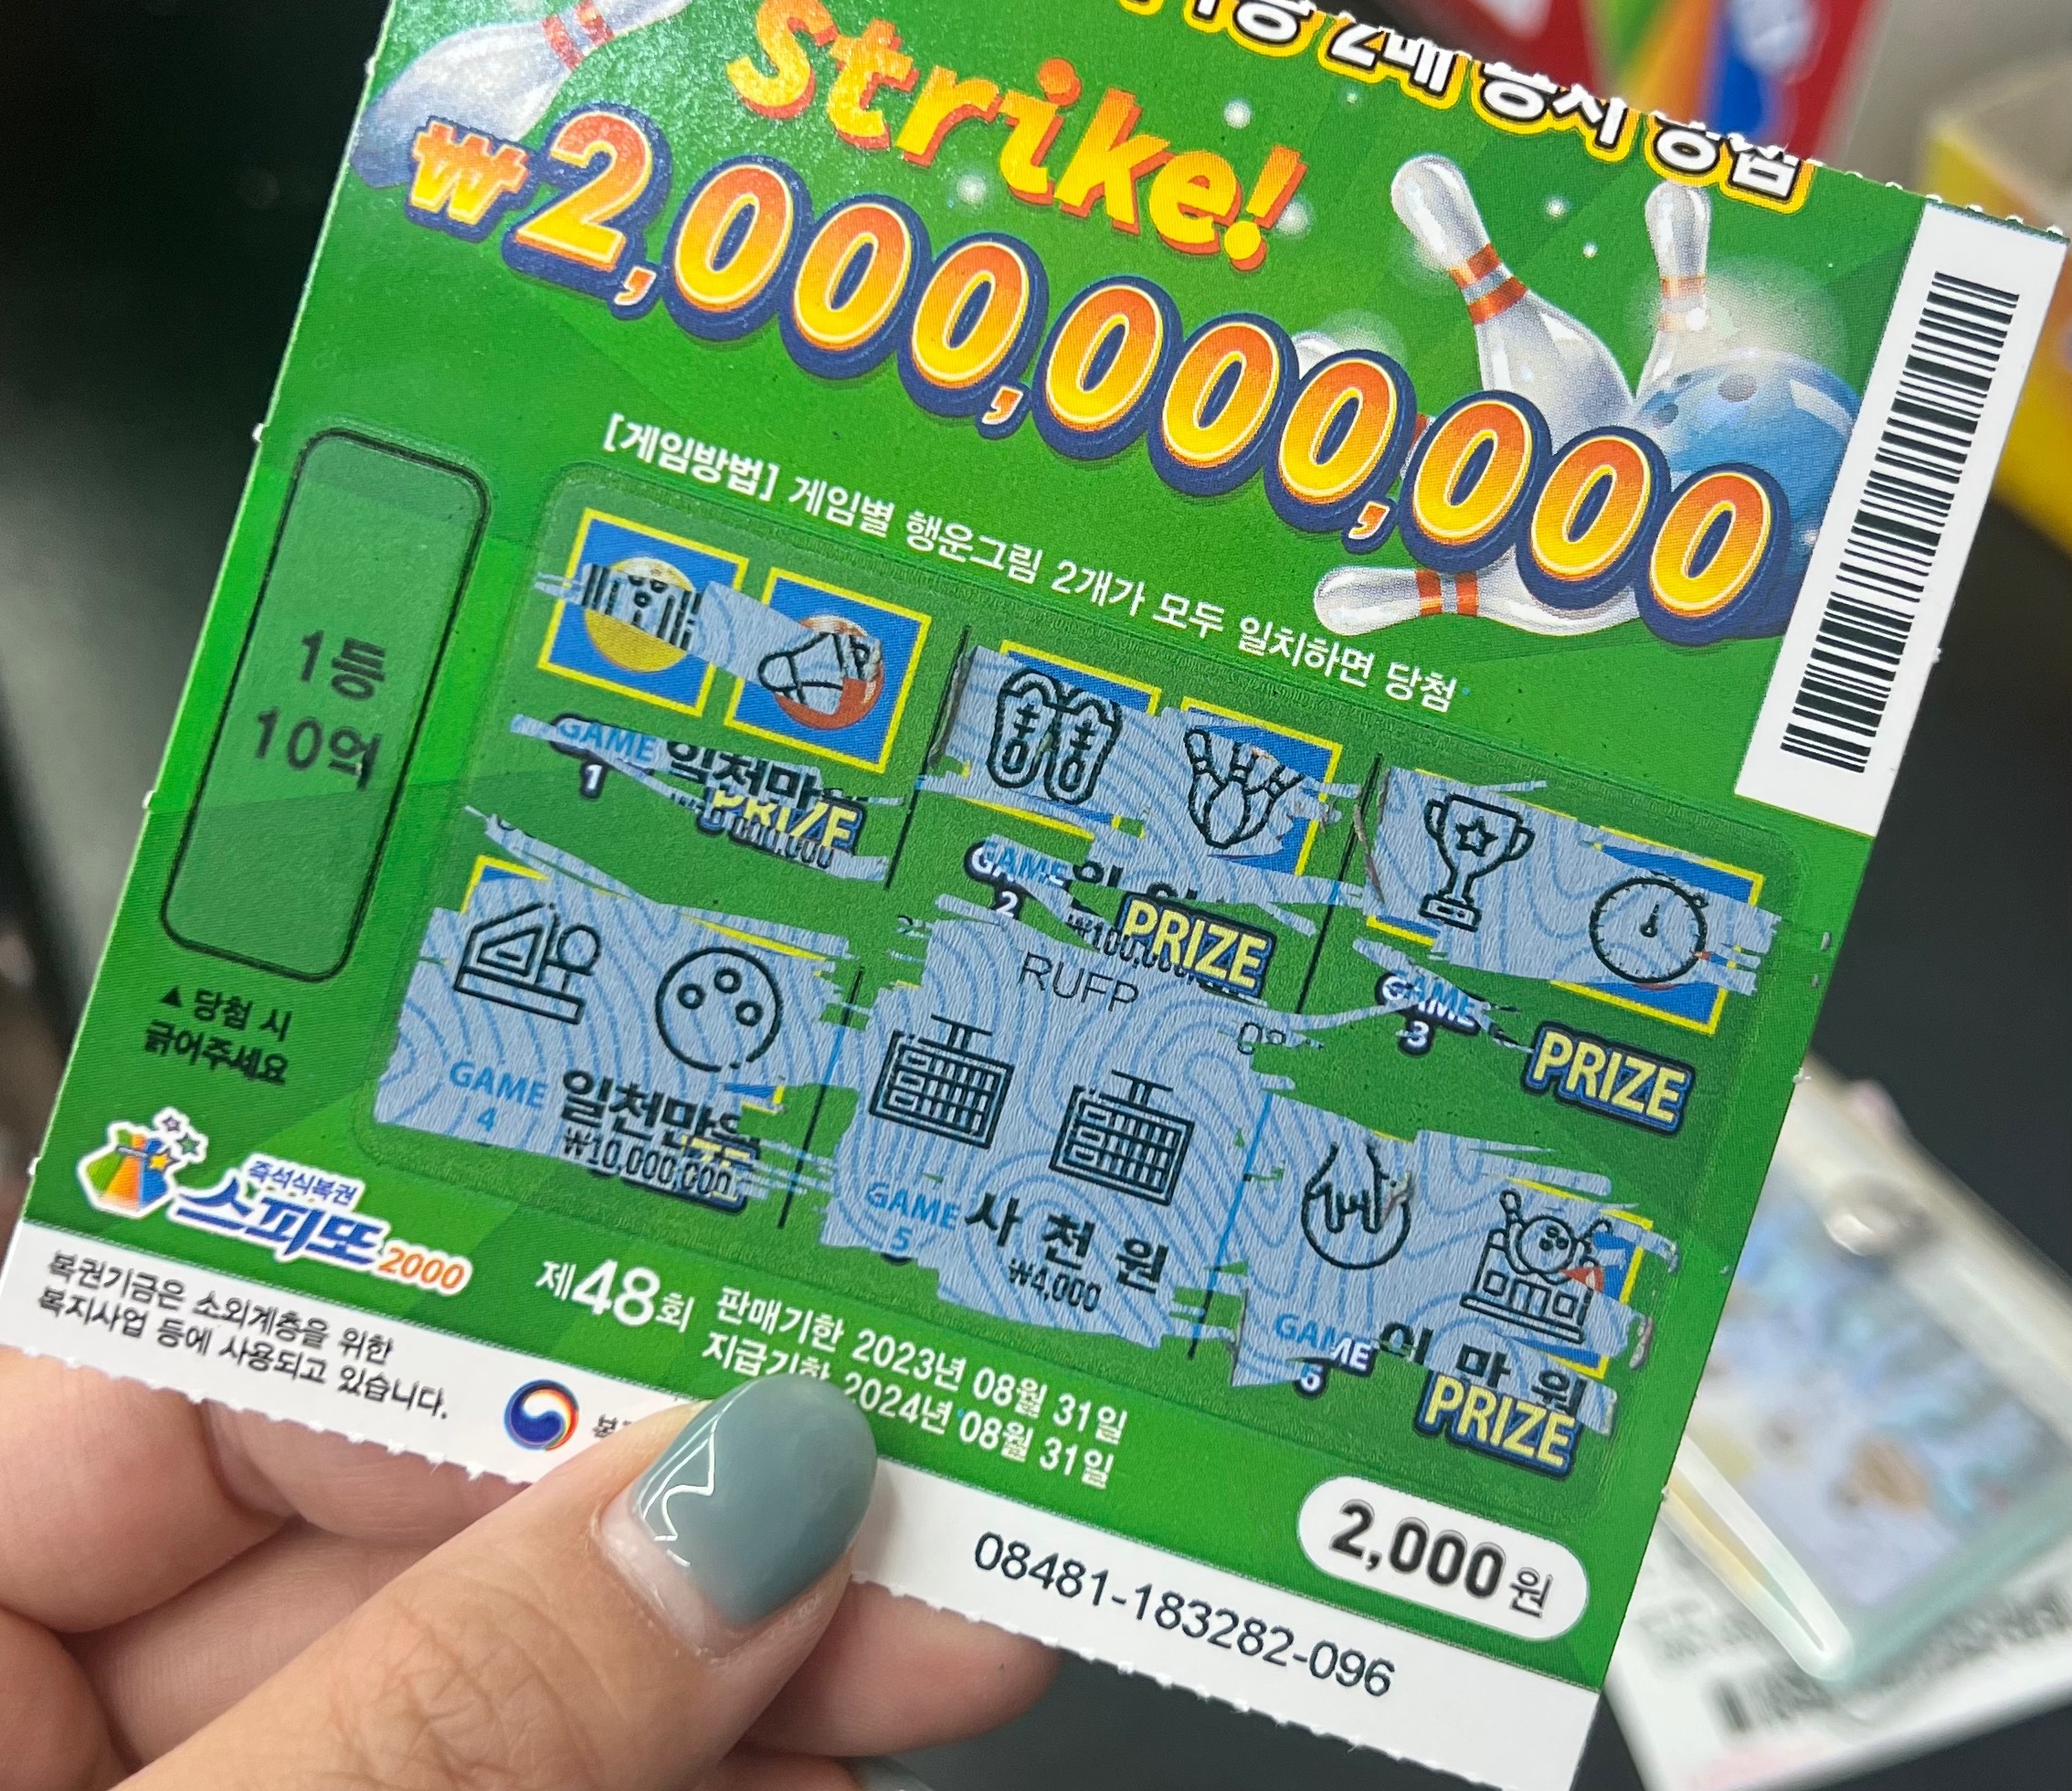 2매 동시 당첨
Strike!
₩2,000,000,000
[게임방법] 게임별 행운그림 2개가 모두 일치하면 당첨
1등
10억
▲당첨 시
긁어주세요
GAME
1
PRIZE
GAME
2
PRIZE
GAME
3
PRIZE
GAME
4
일천만원
₩10,000,000
RUFP
GAME
5
사천원
₩4,000
GAME
6
PRIZE
즉석식복권
스피또2000
제48회
판매기한 2023년 08월 31일
지급기한 2024년 08월 31일
복권기금은 소외계층을 위한
복지사업 등에 사용되고 있습니다.
2,000원
08481-183282-096